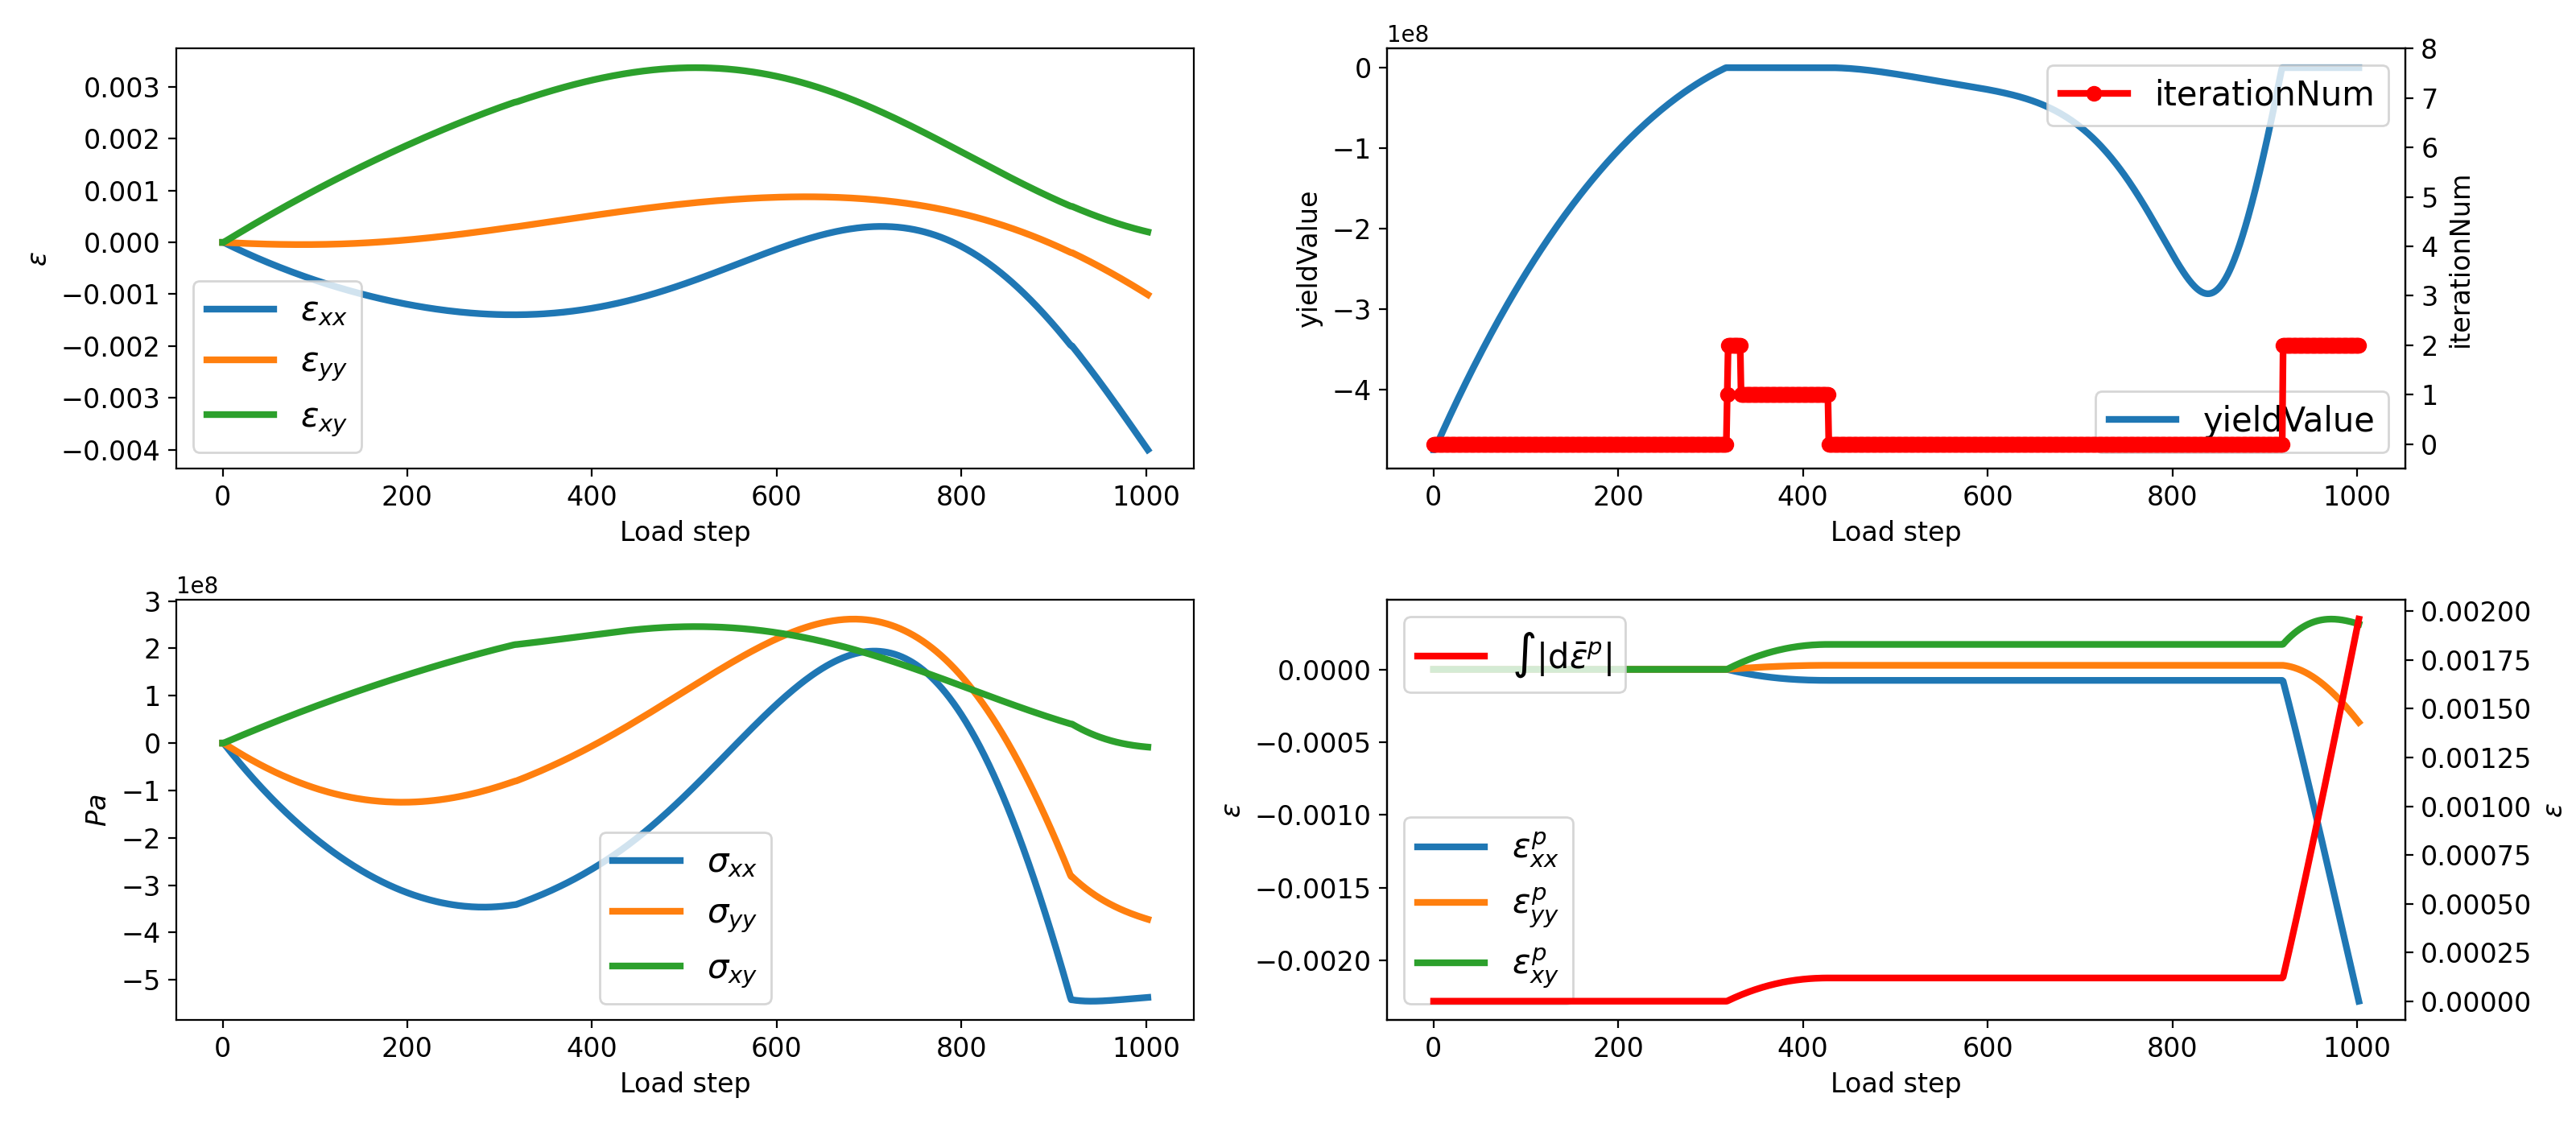 0.003
0.002
0.001
0.000
−0.001
−0.002
−0.003
−0.004
ε
ε_xx
ε_yy
ε_xy
0 200 400 600 800 1000
Load step
1e8
0
−1
−2
−3
−4
yieldValue
iterationNum
yieldValue
8
7
6
5
4
3
2
1
0
iterationNum
0 200 400 600 800 1000
Load step
1e8
3
2
1
0
−1
−2
−3
−4
−5
Pa
σ_xx
σ_yy
σ_xy
0 200 400 600 800 1000
Load step
0.0000
−0.0005
−0.0010
−0.0015
−0.0020
ε
∫|dε̄^p|
ε^p_xx
ε^p_yy
ε^p_xy
0.00200
0.00175
0.00150
0.00125
0.00100
0.00075
0.00050
0.00025
0.00000
ε
0 200 400 600 800 1000
Load step